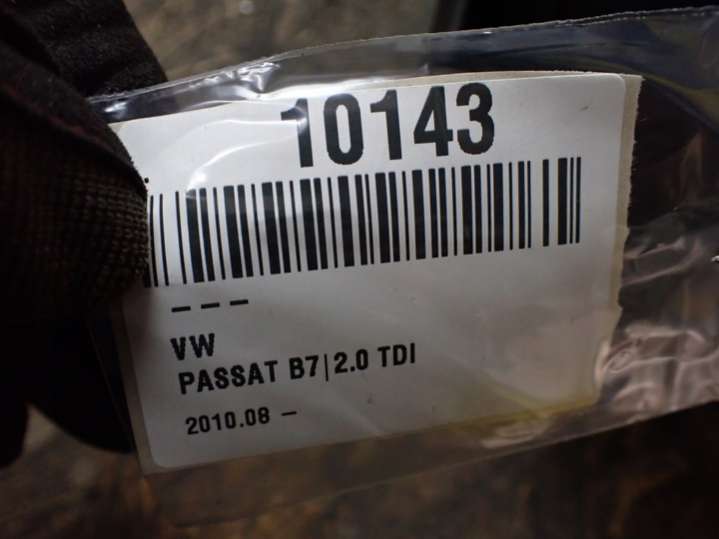 10143
– – –
VW
PASSAT B7|2.0 TDI
2010.08 –